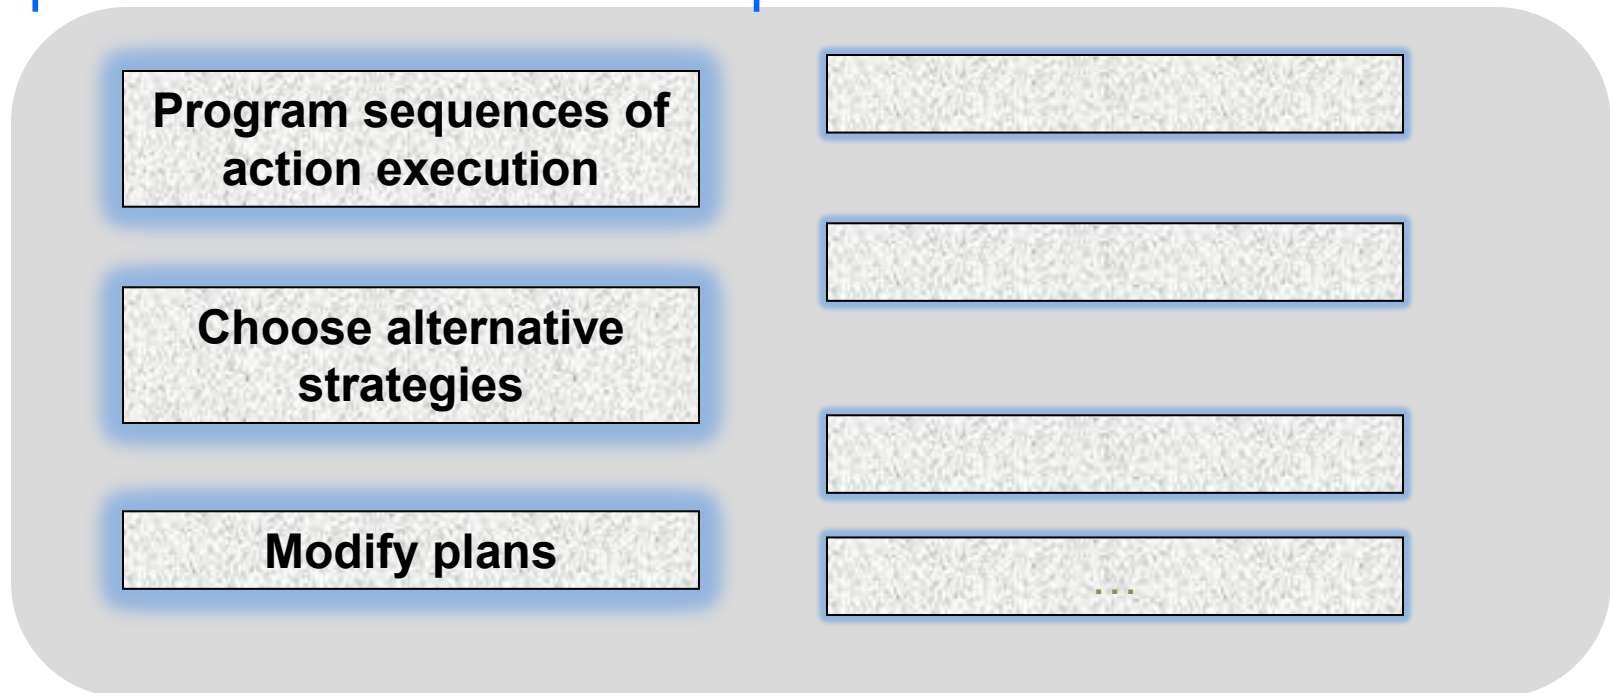 Program sequences of
action execution
Choose alternative
strategies
Modify plans
...